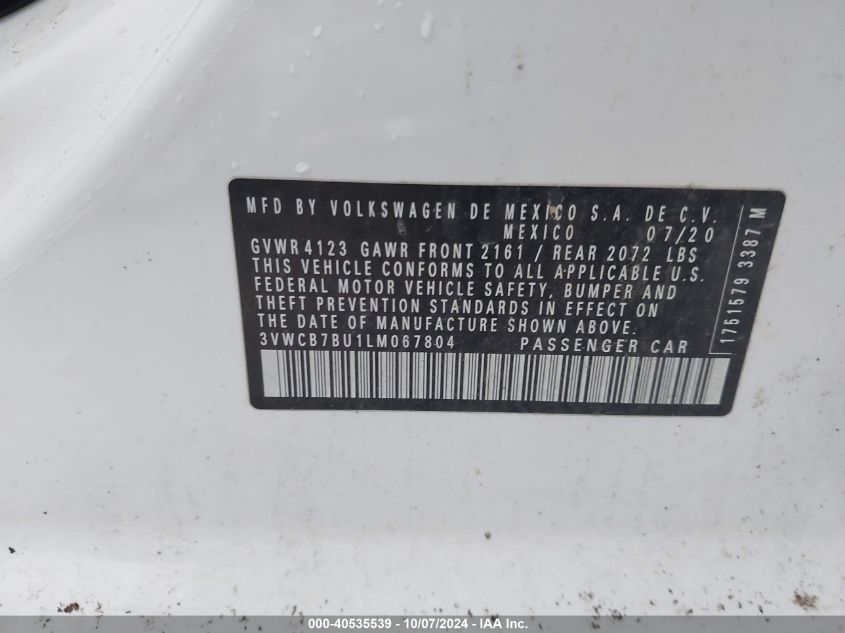 MFD BY VOLKSWAGEN DE MEXICO S.A. DE C.V.
MEXICO 07/20
GVWR 4123 GAWR FRONT 2161 / REAR 2072 LBS
THIS VEHICLE CONFORMS TO ALL APPLICABLE U.S.
FEDERAL MOTOR VEHICLE SAFETY, BUMPER AND
THEFT PREVENTION STANDARDS IN EFFECT ON
THE DATE OF MANUFACTURE SHOWN ABOVE.
3VWCB7BU1LM067804 PASSENGER CAR
1751579 3387 M
000-40535539 - 10/07/2024 - IAA Inc.